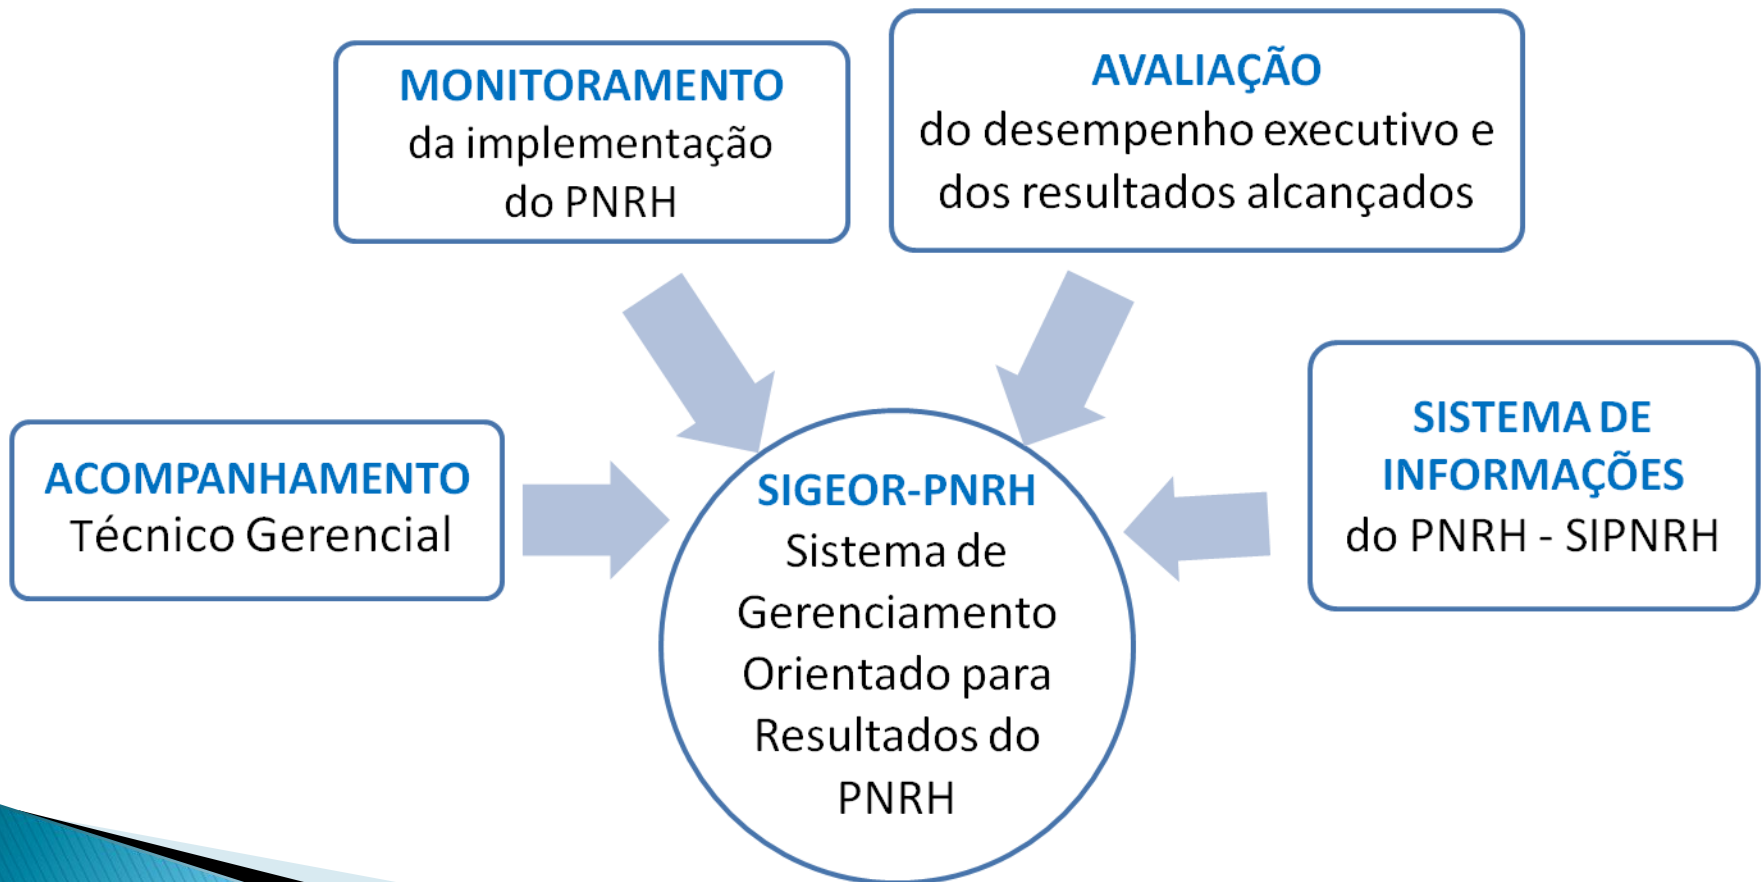 MONITORAMENTO
da implementação
do PNRH
AVALIAÇÃO
do desempenho executivo e
dos resultados alcançados
ACOMPANHAMENTO
Técnico Gerencial
SIGEOR-PNRH
Sistema de
Gerenciamento
Orientado para
Resultados do
PNRH
SISTEMA DE
INFORMAÇÕES
do PNRH - SIPNRH